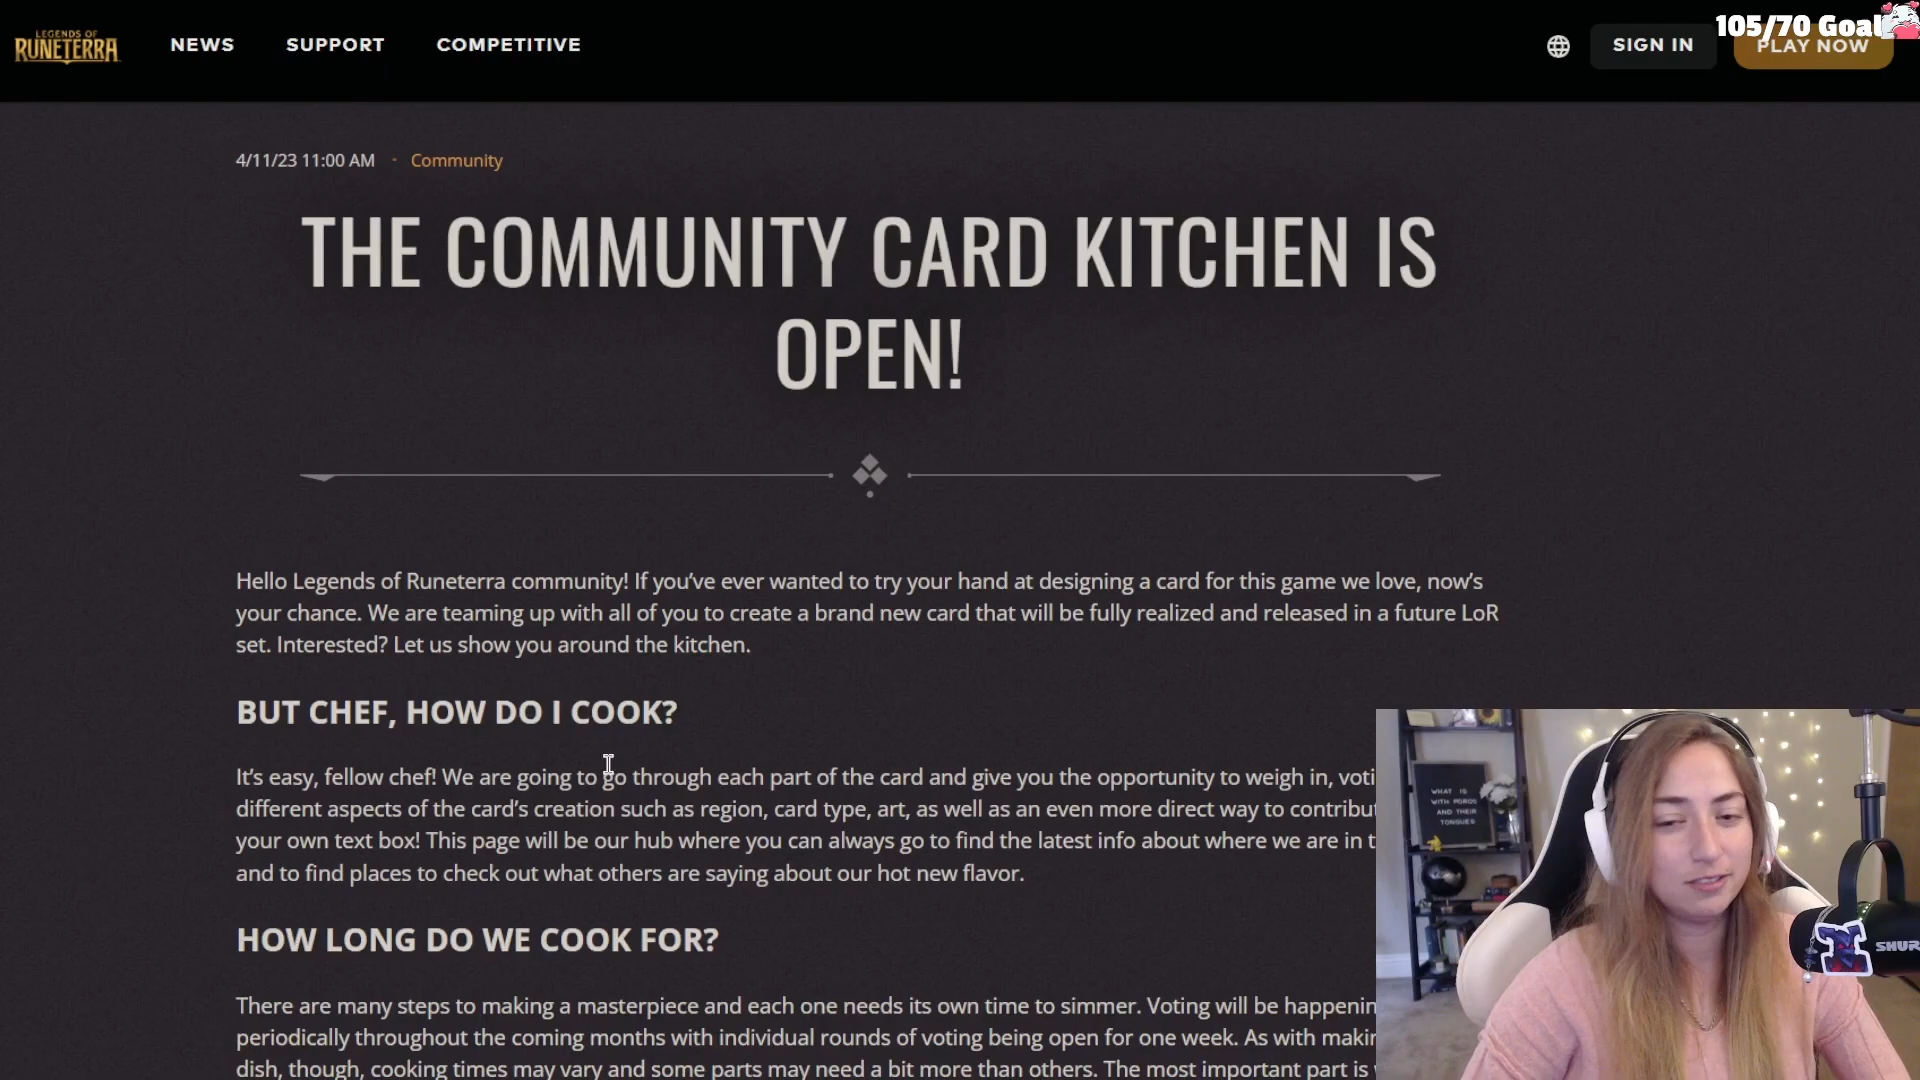 LEGENDS OF
RUNETERRA
NEWS
SUPPORT
COMPETITIVE
SIGN IN
105/70 Goal
PLAY NOW
4/11/23 11:00 AM · Community
THE COMMUNITY CARD KITCHEN IS
OPEN!
Hello Legends of Runeterra community! If you’ve ever wanted to try your hand at designing a card for this game we love, now’s
your chance. We are teaming up with all of you to create a brand new card that will be fully realized and released in a future LoR
set. Interested? Let us show you around the kitchen.
BUT CHEF, HOW DO I COOK?
It’s easy, fellow chef! We are going to go through each part of the card and give you the opportunity to weigh in, voti
different aspects of the card’s creation such as region, card type, art, as well as an even more direct way to contribut
your own text box! This page will be our hub where you can always go to find the latest info about where we are in t
and to find places to check out what others are saying about our hot new flavor.
HOW LONG DO WE COOK FOR?
There are many steps to making a masterpiece and each one needs its own time to simmer. Voting will be happenin
periodically throughout the coming months with individual rounds of voting being open for one week. As with makin
dish, though, cooking times may vary and some parts may need a bit more than others. The most important part is
WHAT IS
WITH POROS
AND THEIR
TONGUES
SHUR